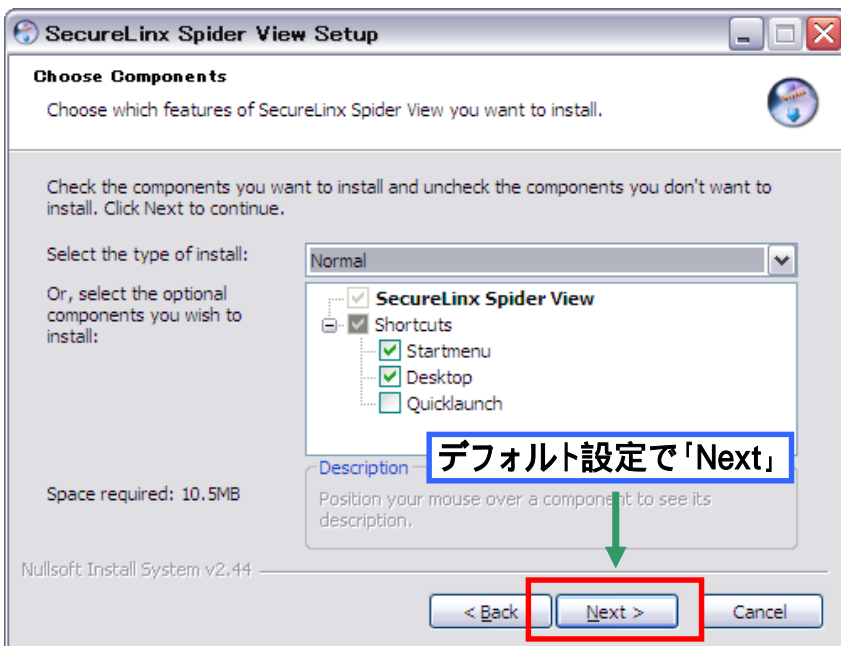 SecureLinx Spider View Setup
Choose Components
Choose which features of SecureLinx Spider View you want to install.
Check the components you want to install and uncheck the components you don't want to
install. Click Next to continue.
Select the type of install:
Normal
Or, select the optional
components you wish to
install:
SecureLinx Spider View
Shortcuts
Startmenu
Desktop
Quicklaunch
デフォルト設定で「Next」
Description
Space required: 10.5MB
Position your mouse over a component to see its
description.
Nullsoft Install System v2.44
< Back
Next >
Cancel